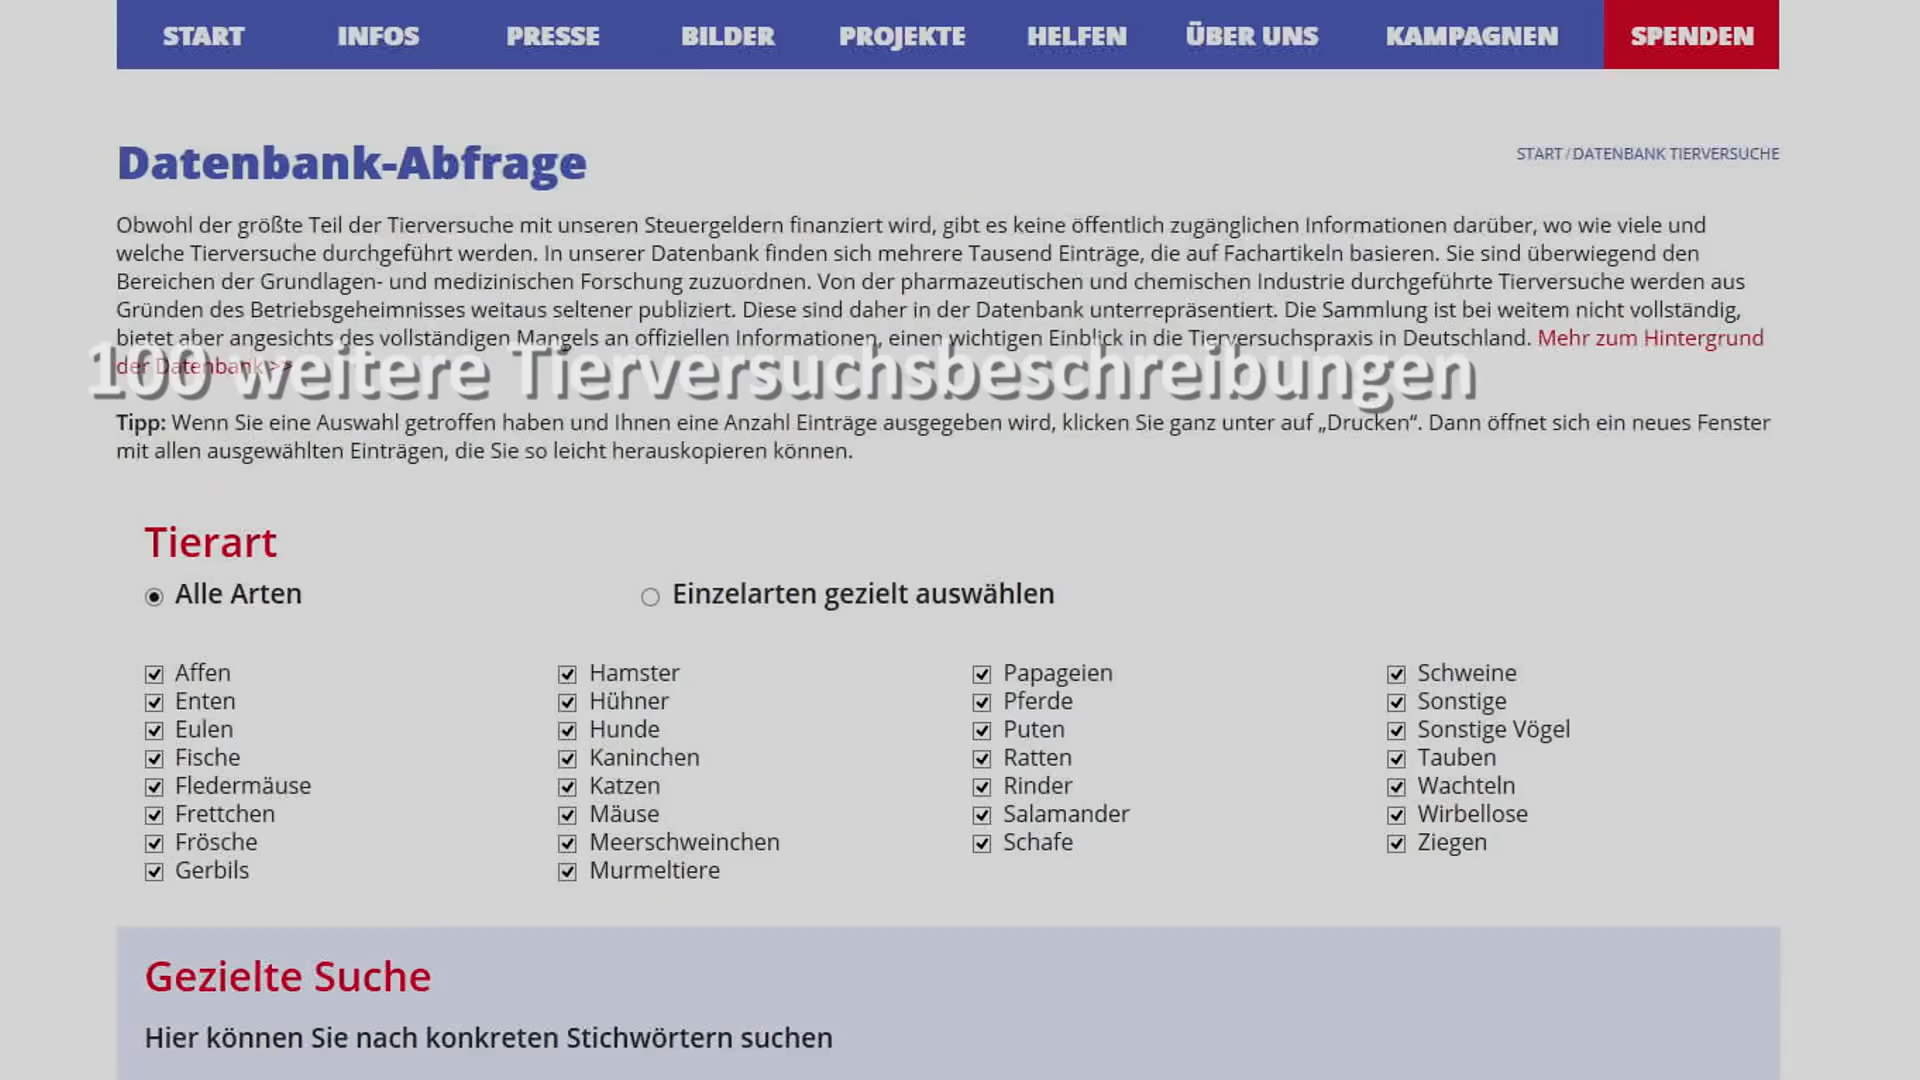 START INFOS PRESSE BILDER PROJEKTE HELFEN ÜBER UNS KAMPAGNEN SPENDEN
Datenbank-Abfrage
START/DATENBANK TIERVERSUCHE
Obwohl der größte Teil der Tierversuche mit unseren Steuergeldern finanziert wird, gibt es keine öffentlich zugänglichen Informationen darüber, wo wie viele und
welche Tierversuche durchgeführt werden. In unserer Datenbank finden sich mehrere Tausend Einträge, die auf Fachartikeln basieren. Sie sind überwiegend den
Bereichen der Grundlagen- und medizinischen Forschung zuzuordnen. Von der pharmazeutischen und chemischen Industrie durchgeführte Tierversuche werden aus
Gründen des Betriebsgeheimnisses weitaus seltener publiziert. Diese sind daher in der Datenbank unterrepräsentiert. Die Sammlung ist bei weitem nicht vollständig,
bietet aber angesichts des vollständigen Mangels an offiziellen Informationen, einen wichtigen Einblick in die Tierversuchspraxis in Deutschland. Mehr zum Hintergrund
der Datenbank >>
100 weitere Tierversuchsbeschreibungen
Tipp: Wenn Sie eine Auswahl getroffen haben und Ihnen eine Anzahl Einträge ausgegeben wird, klicken Sie ganz unter auf „Drucken“. Dann öffnet sich ein neues Fenster
mit allen ausgewählten Einträgen, die Sie so leicht herauskopieren können.
Tierart
Alle Arten
Einzelarten gezielt auswählen
Affen
Enten
Eulen
Fische
Fledermäuse
Frettchen
Frösche
Gerbils
Hamster
Hühner
Hunde
Kaninchen
Katzen
Mäuse
Meerschweinchen
Murmeltiere
Papageien
Pferde
Puten
Ratten
Rinder
Salamander
Schafe
Schweine
Sonstige
Sonstige Vögel
Tauben
Wachteln
Wirbellose
Ziegen
Gezielte Suche
Hier können Sie nach konkreten Stichwörtern suchen